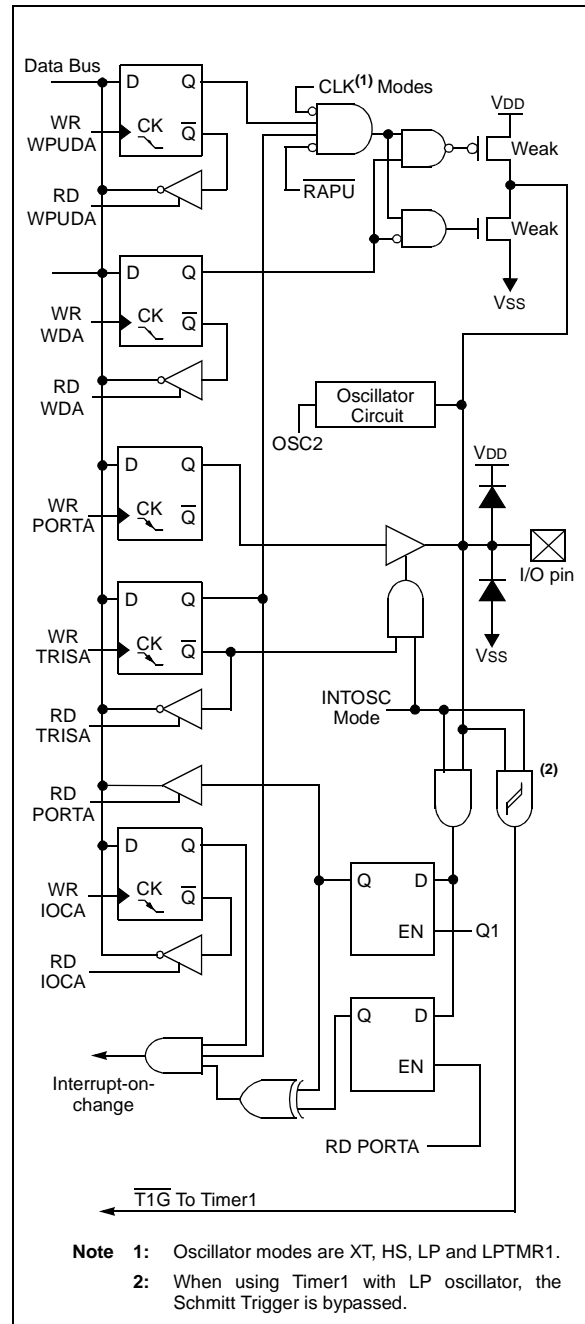 Data Bus
D Q
WR
WPUDA
CK Q
RD
WPUDA
CLK(1) Modes
RAPU
VDD
Weak
Weak
VSS
D Q
WR
WDA
CK Q
RD
WDA
Oscillator
Circuit
OSC2
D Q
WR
PORTA
CK Q
VDD
I/O pin
VSS
D Q
WR
TRISA
CK Q
RD
TRISA
INTOSC
Mode
(2)
RD
PORTA
D Q
WR
IOCA
CK Q
RD
IOCA
Q D
EN
Q1
Q D
EN
Interrupt-on-
change
RD PORTA
T1G To Timer1
Note 1: Oscillator modes are XT, HS, LP and LPTMR1.
2: When using Timer1 with LP oscillator, the
Schmitt Trigger is bypassed.